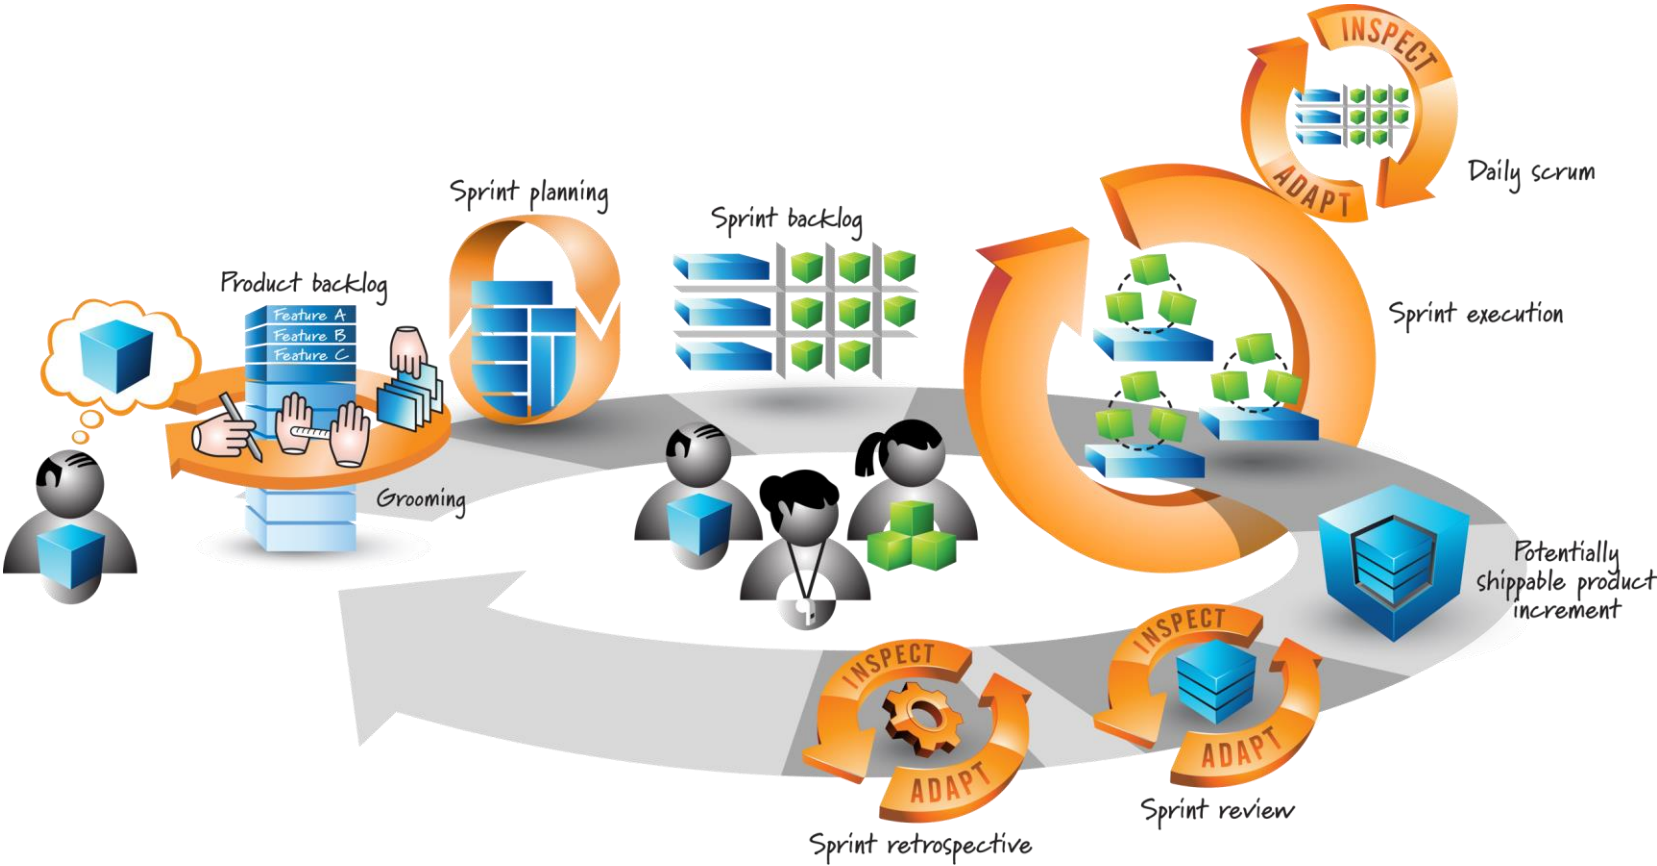 INSPECT
ADAPT
Daily scrum
Sprint planning
Sprint backlog
Product backlog
Feature A
Feature B
Feature C
Sprint execution
Grooming
Potentially
shippable product
increment
INSPECT
ADAPT
Sprint review
INSPECT
ADAPT
Sprint retrospective